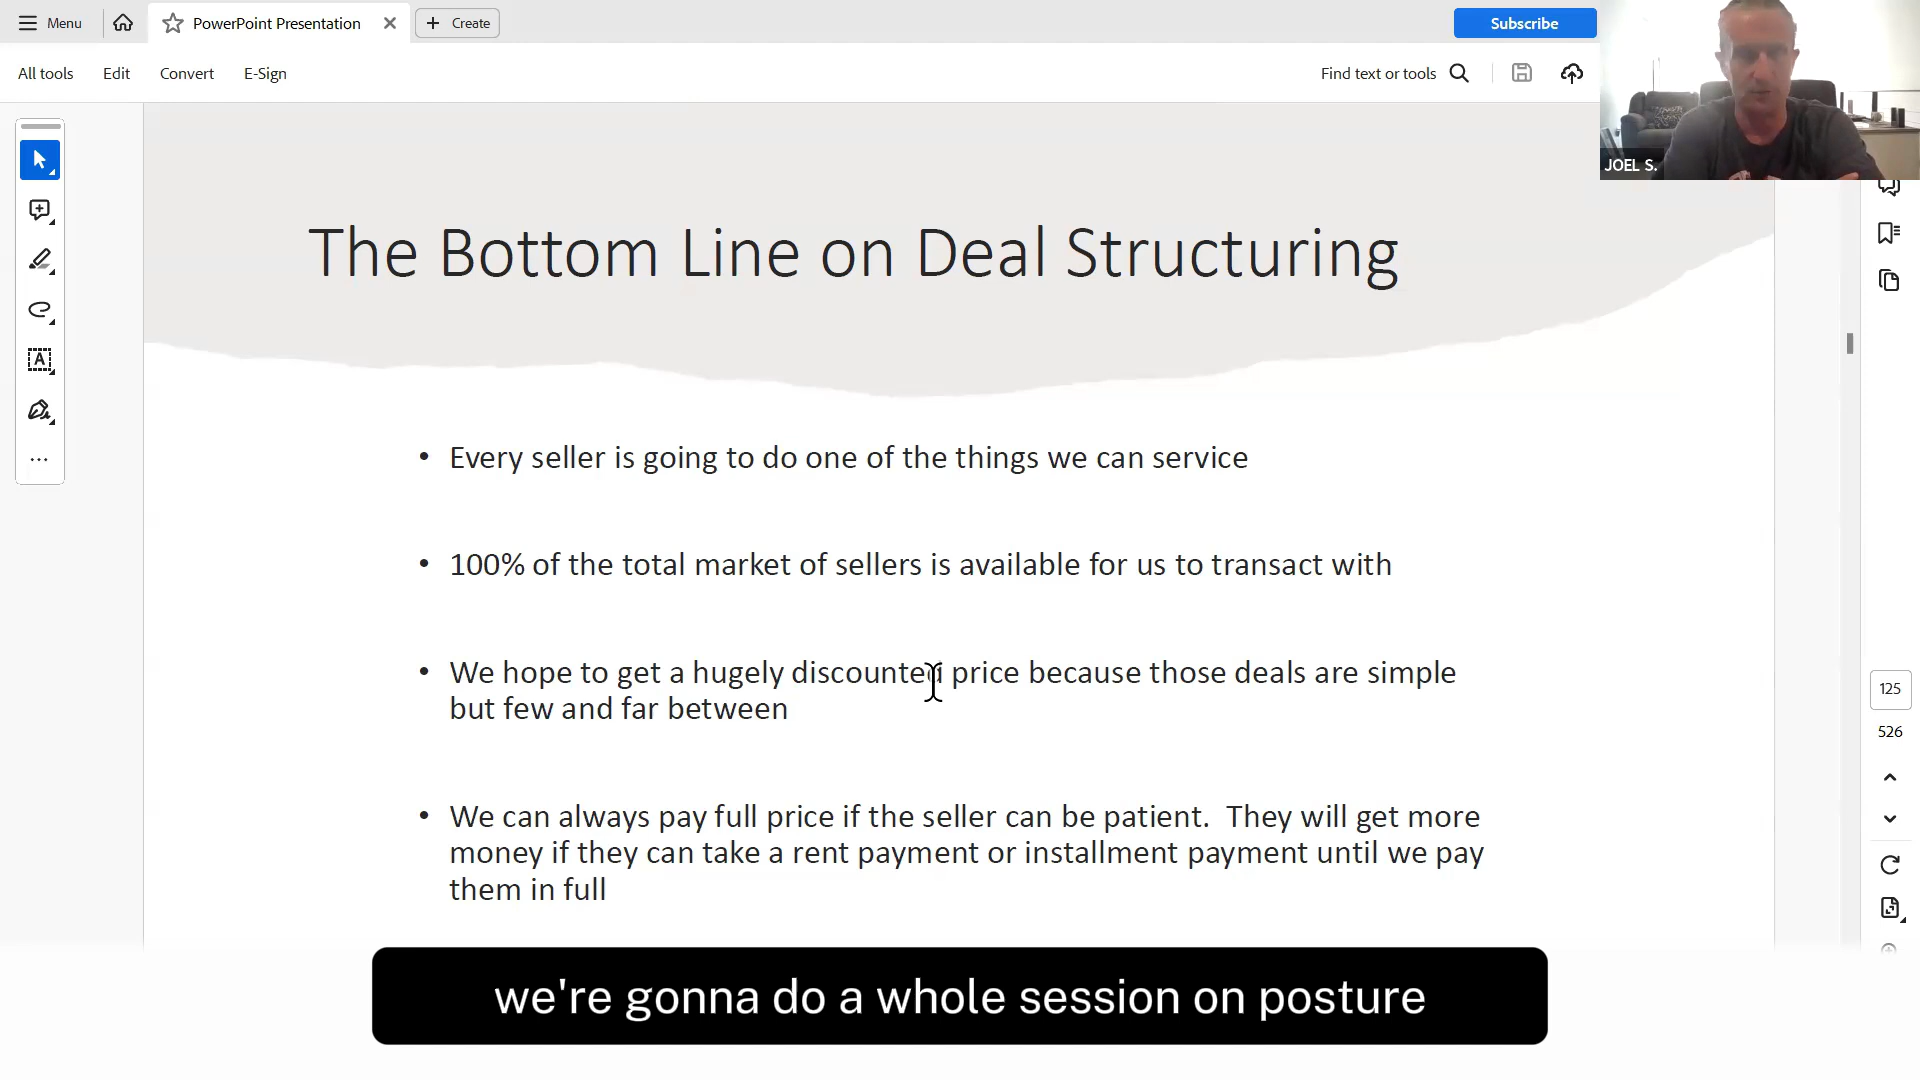 Menu
PowerPoint Presentation
Create
Subscribe
All tools
Edit
Convert
E-Sign
Find text or tools
JOEL S.
The Bottom Line on Deal Structuring
• Every seller is going to do one of the things we can service
• 100% of the total market of sellers is available for us to transact with
• We hope to get a hugely discounted price because those deals are simple
but few and far between
• We can always pay full price if the seller can be patient. They will get more
money if they can take a rent payment or installment payment until we pay
them in full
125
526
we're gonna do a whole session on posture